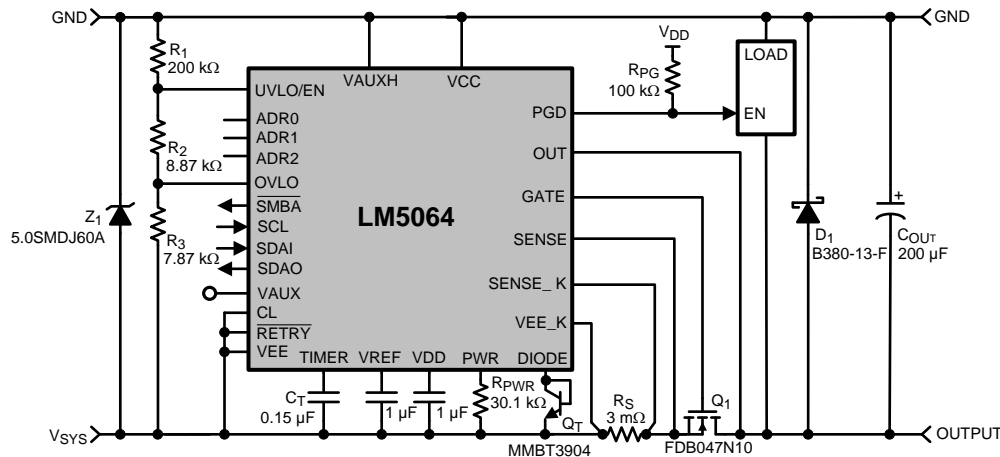 GND
GND
R1
200 kΩ
R2
8.87 kΩ
R3
7.87 kΩ
Z1
5.0SMDJ60A
VAUXH
VCC
UVLO/EN
ADR0
ADR1
ADR2
OVLO
SMBA
SCL
SDAI
SDAO
VAUX
CL
RETRY
VEE
LM5064
PGD
OUT
GATE
SENSE
SENSE_ K
VEE_K
TIMER
VREF
VDD
PWR
DIODE
VDD
RPG
100 kΩ
LOAD
EN
D1
B380-13-F
+
COUT
200 µF
CT
0.15 µF
1 µF
1 µF
RPWR
30.1 kΩ
QT
MMBT3904
RS
3 mΩ
Q1
FDB047N10
VSYS
OUTPUT